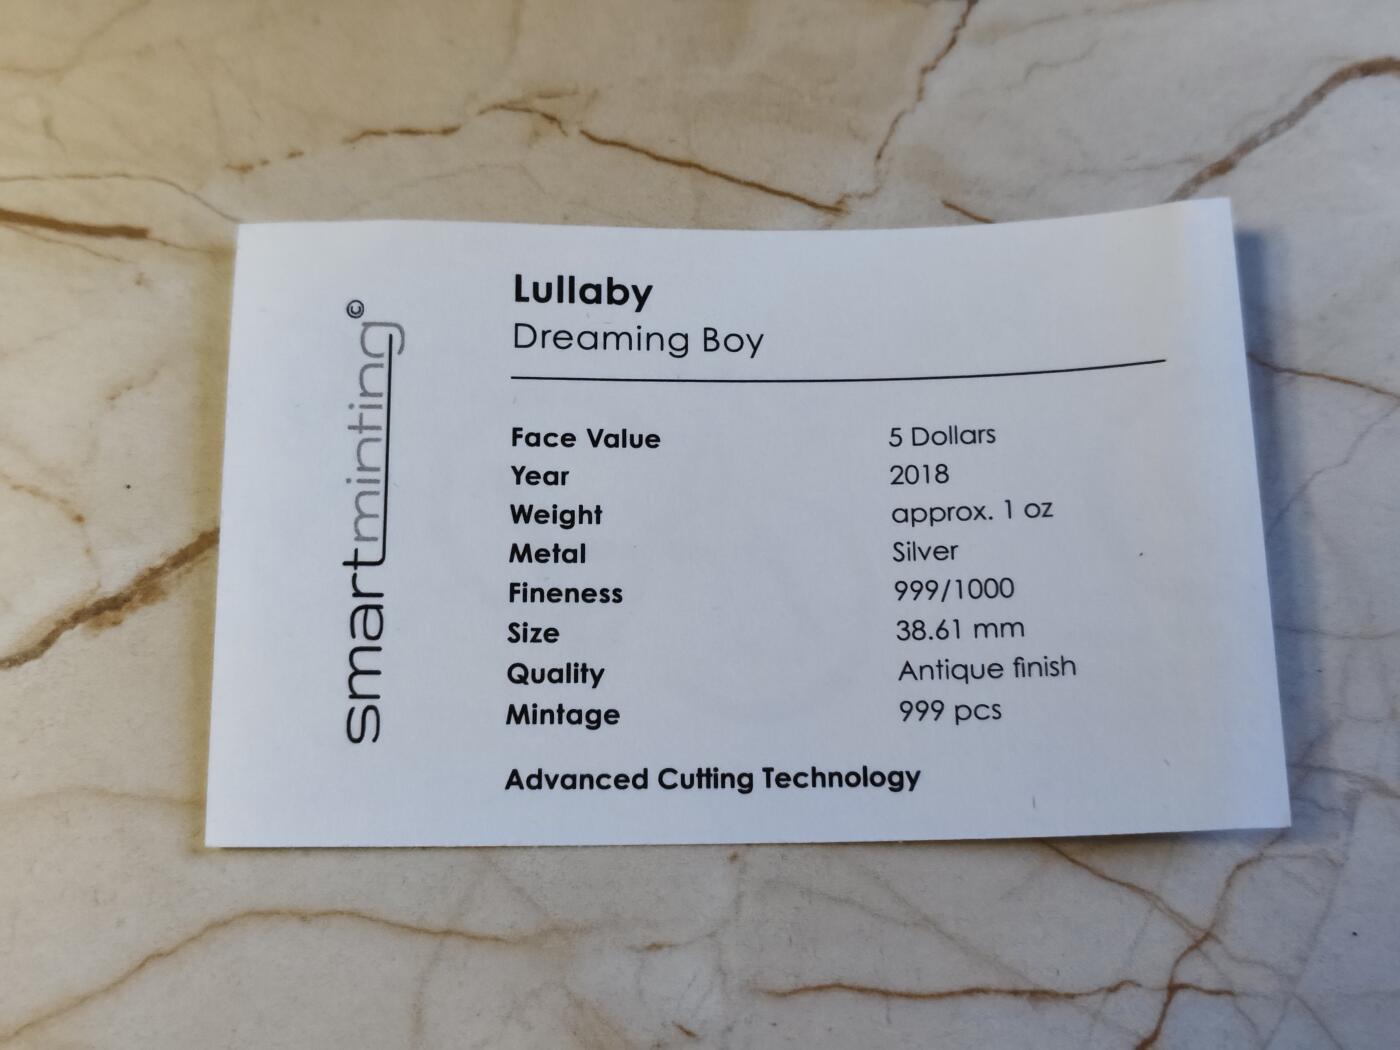 smartminting©
Lullaby
Dreaming Boy
Face Value 5 Dollars
Year 2018
Weight approx. 1 oz
Metal Silver
Fineness 999/1000
Size 38.61 mm
Quality Antique finish
Mintage 999 pcs
Advanced Cutting Technology